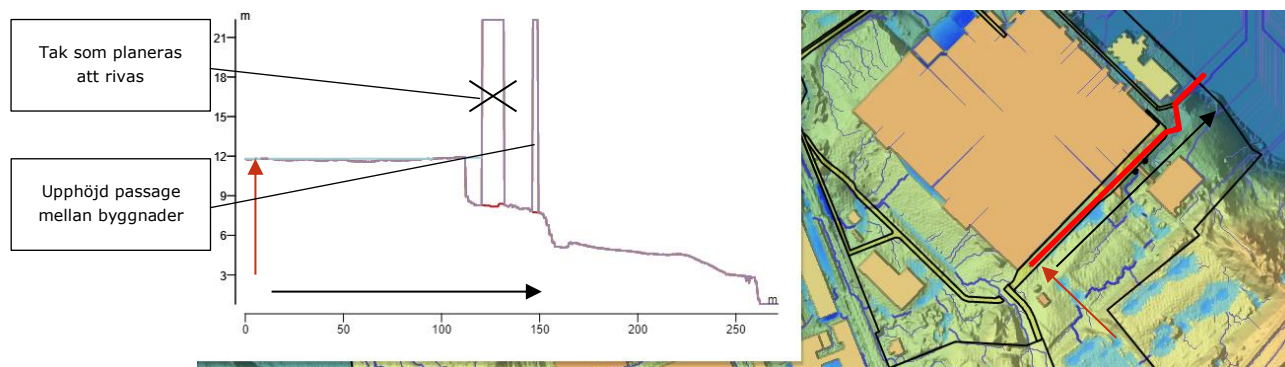 Tak som planeras
att rivas
Upphöjd passage
mellan byggnader
m
21
18
15
12
9
6
3
0
50
100
150
200
250
m